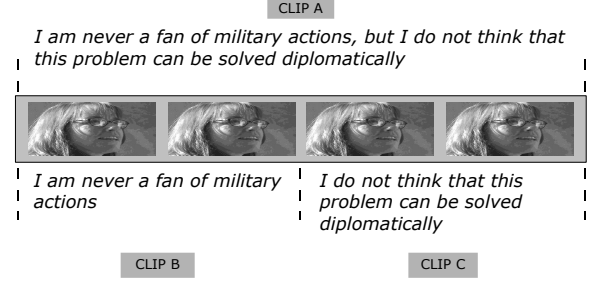 CLIP A
I am never a fan of military actions, but I do not think that
this problem can be solved diplomatically
I am never a fan of military
actions
I do not think that this
problem can be solved
diplomatically
CLIP B
CLIP C